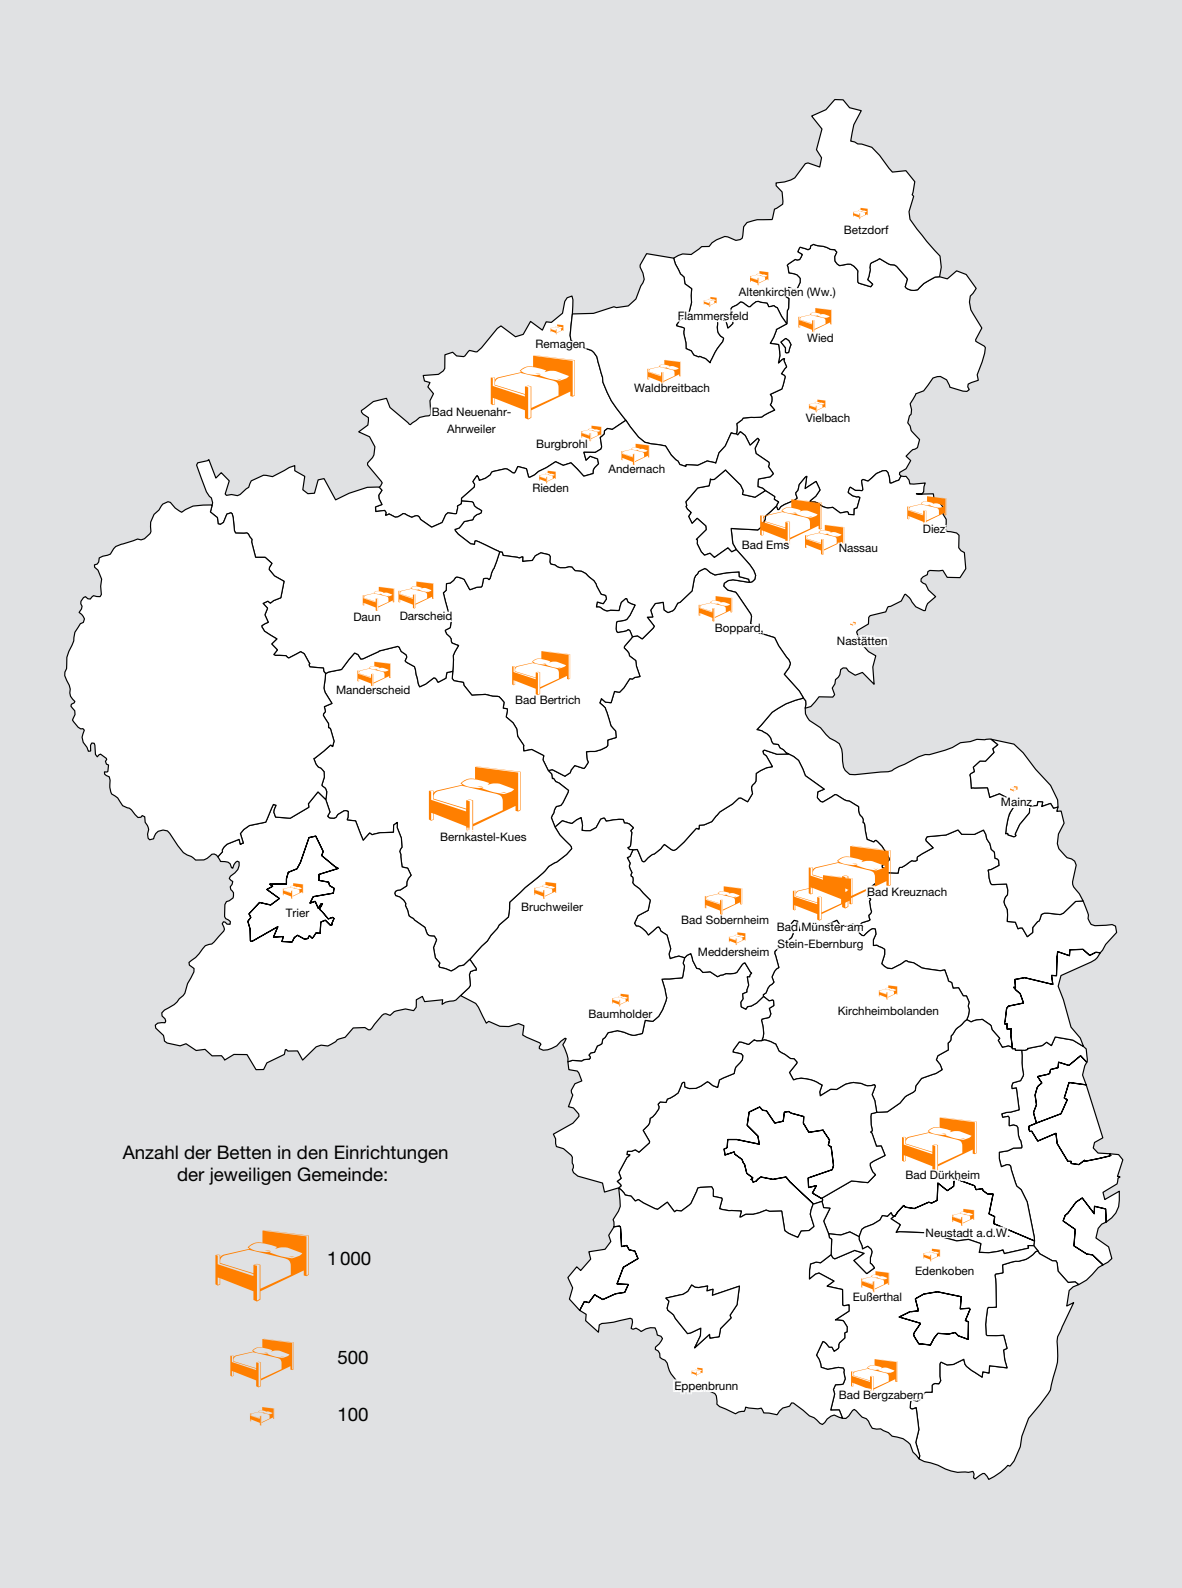 Betzdorf
Altenkirchen (Ww.)
Flammersfeld
Wied
Remagen
Waldbreitbach
Bad Neuenahr-
Ahrweiler
Vielbach
Burgbrohl
Andernach
Rieden
Diez
Bad Ems
Nassau
Daun
Darscheid
Boppard
Nastätten
Manderscheid
Bad Bertrich
Mainz
Bernkastel-Kues
Bad Kreuznach
Bruchweiler
Trier
Bad Sobernheim
Bad Münster am
Stein-Ebernburg
Meddersheim
Baumholder
Kirchheimbolanden
Anzahl der Betten in den Einrichtungen
der jeweiligen Gemeinde:
Bad Dürkheim
Neustadt a.d.W.
1 000
Edenkoben
Eußerthal
500
Eppenbrunn
Bad Bergzabern
100